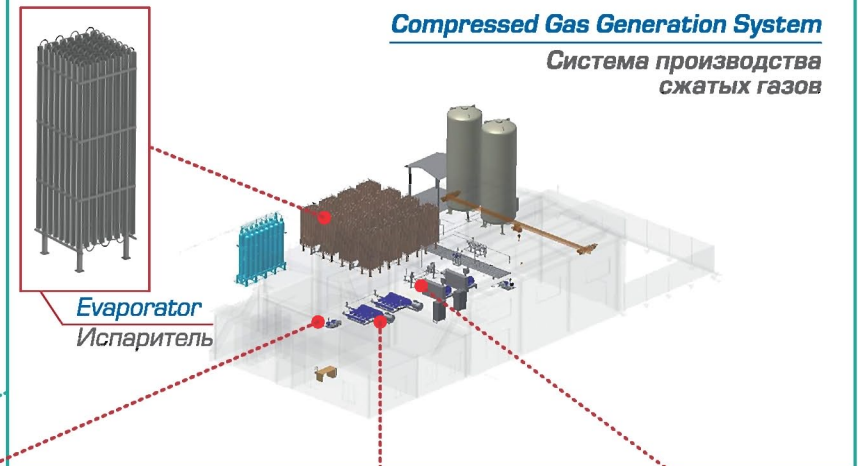 Compressed Gas Generation System
Система производства
сжатых газов
Evaporator
Испаритель